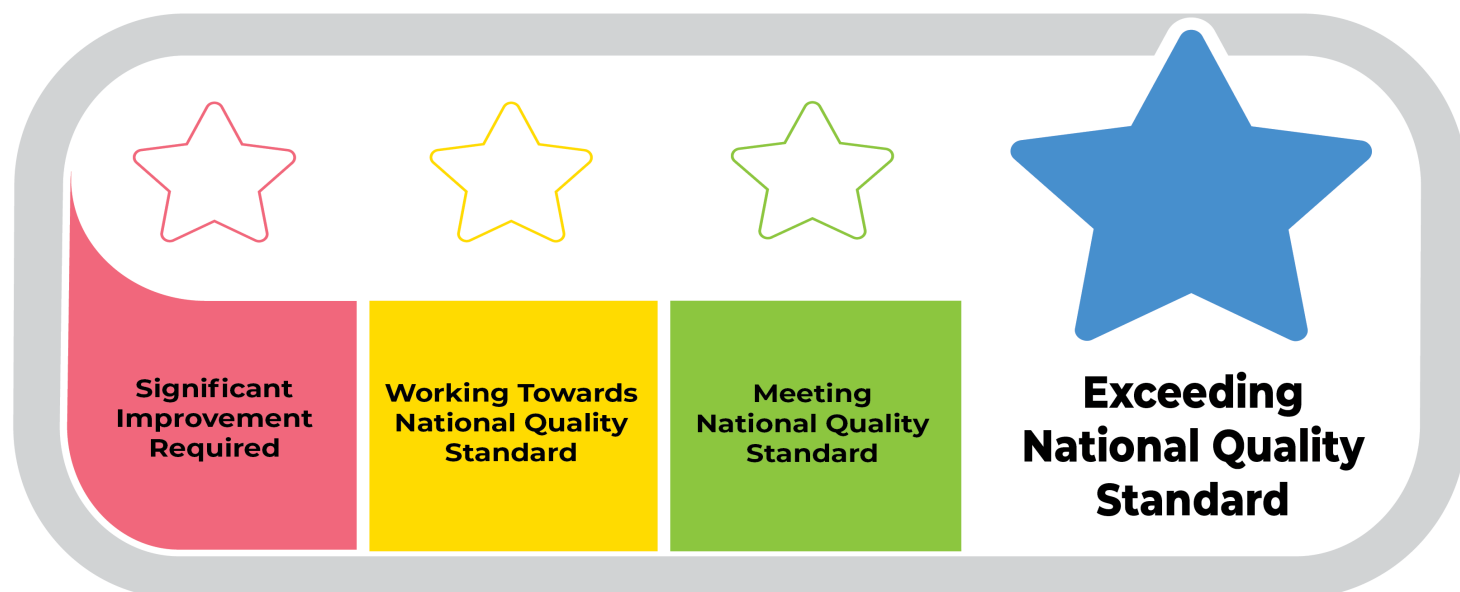 Significant
Improvement
Required
Working Towards
National Quality
Standard
Meeting
National Quality
Standard
Exceeding
National Quality
Standard